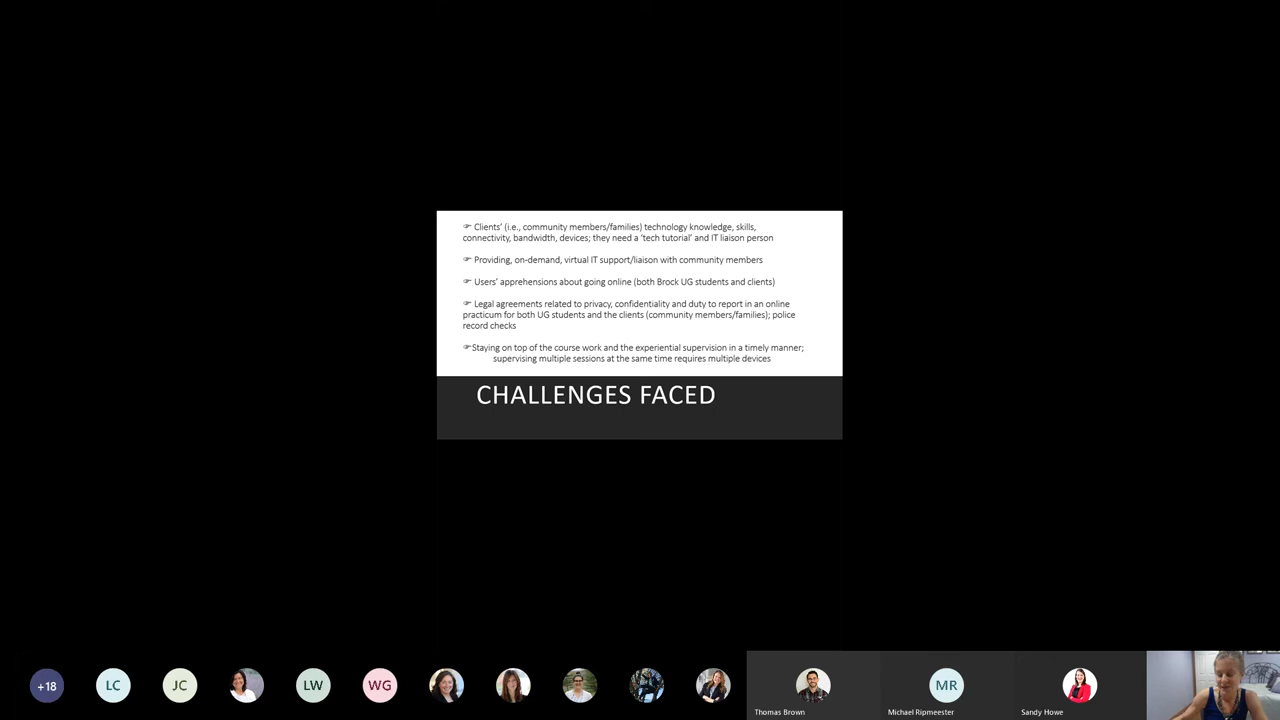 ☞ Clients' (i.e., community members/families) technology knowledge, skills,
connectivity, bandwidth, devices; they need a 'tech tutorial' and IT liaison person
☞ Providing, on-demand, virtual IT support/liaison with community members
☞ Users' apprehensions about going online (both Brock UG students and clients)
☞ Legal agreements related to privacy, confidentiality and duty to report in an online
practicum for both UG students and the clients (community members/families); police
record checks
☞Staying on top of the course work and the experiential supervision in a timely manner;
supervising multiple sessions at the same time requires multiple devices
CHALLENGES FACED
+18 LC JC LW WG MR
Thomas Brown Michael Ripmeester Sandy Howe